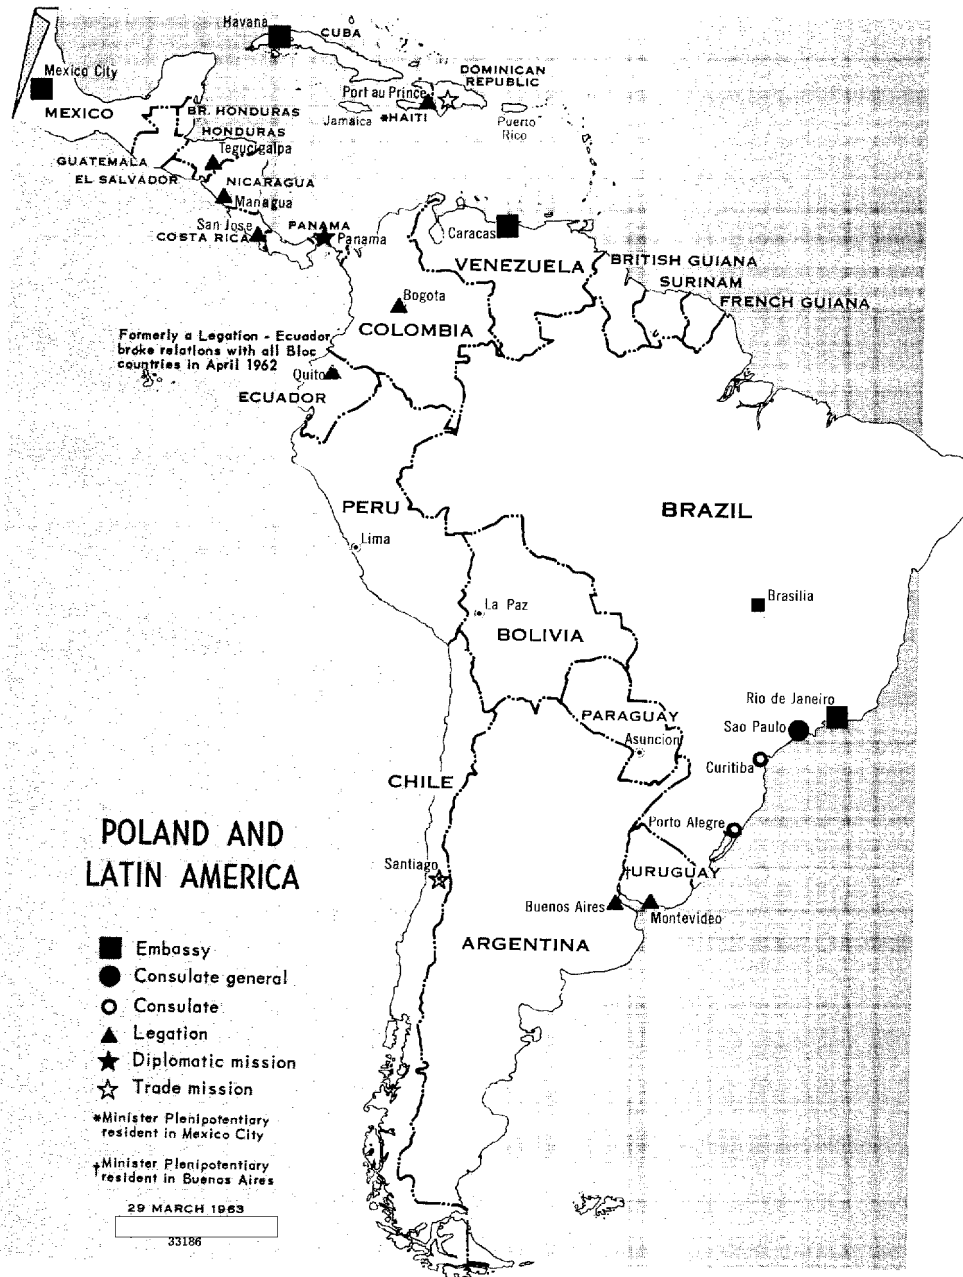 Havana
CUBA
Mexico City
MEXICO
DOMINICAN
REPUBLIC
Port au Prince
Jamaica
*HAITI
Puerto
Rico
BR. HONDURAS
HONDURAS
Tegucigalpa
GUATEMALA
EL SALVADOR
NICARAGUA
Managua
San Jose
COSTA RICA
PANAMA
Panama
Caracas
VENEZUELA
BRITISH GUIANA
SURINAM
FRENCH GUIANA
Bogota
COLOMBIA
Formerly a Legation - Ecuador
broke relations with all Bloc
countries in April 1962
Quito
ECUADOR
PERU
Lima
BRAZIL
Brasilia
La Paz
BOLIVIA
Rio de Janeiro
Sao Paulo
PARAGUAY
Asuncion
Curitiba
CHILE
Porto Alegre
Santiago
†URUGUAY
Buenos Aires
Montevideo
ARGENTINA
POLAND AND
LATIN AMERICA
Embassy
Consulate general
Consulate
Legation
Diplomatic mission
Trade mission
*Minister Plenipotentiary
resident in Mexico City
†Minister Plenipotentiary
resident in Buenos Aires
29 MARCH 1963
33186